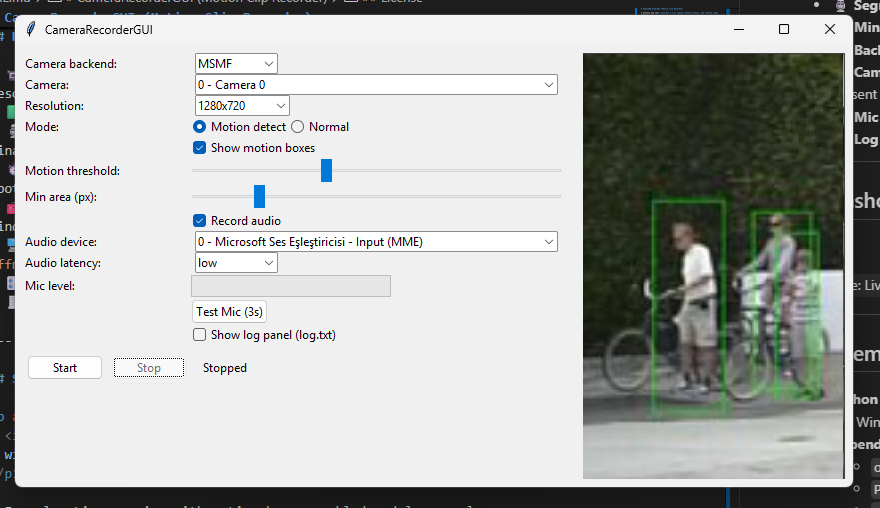 CameraRecorderGUI
Camera backend: MSMF
Camera: 0 - Camera 0
Resolution: 1280x720
Mode: Motion detect Normal
Show motion boxes
Motion threshold:
Min area (px):
Record audio
Audio device: 0 - Microsoft Ses Eşleştiricisi - Input (MME)
Audio latency: low
Mic level:
Test Mic (3s)
Show log panel (log.txt)
Start Stop Stopped